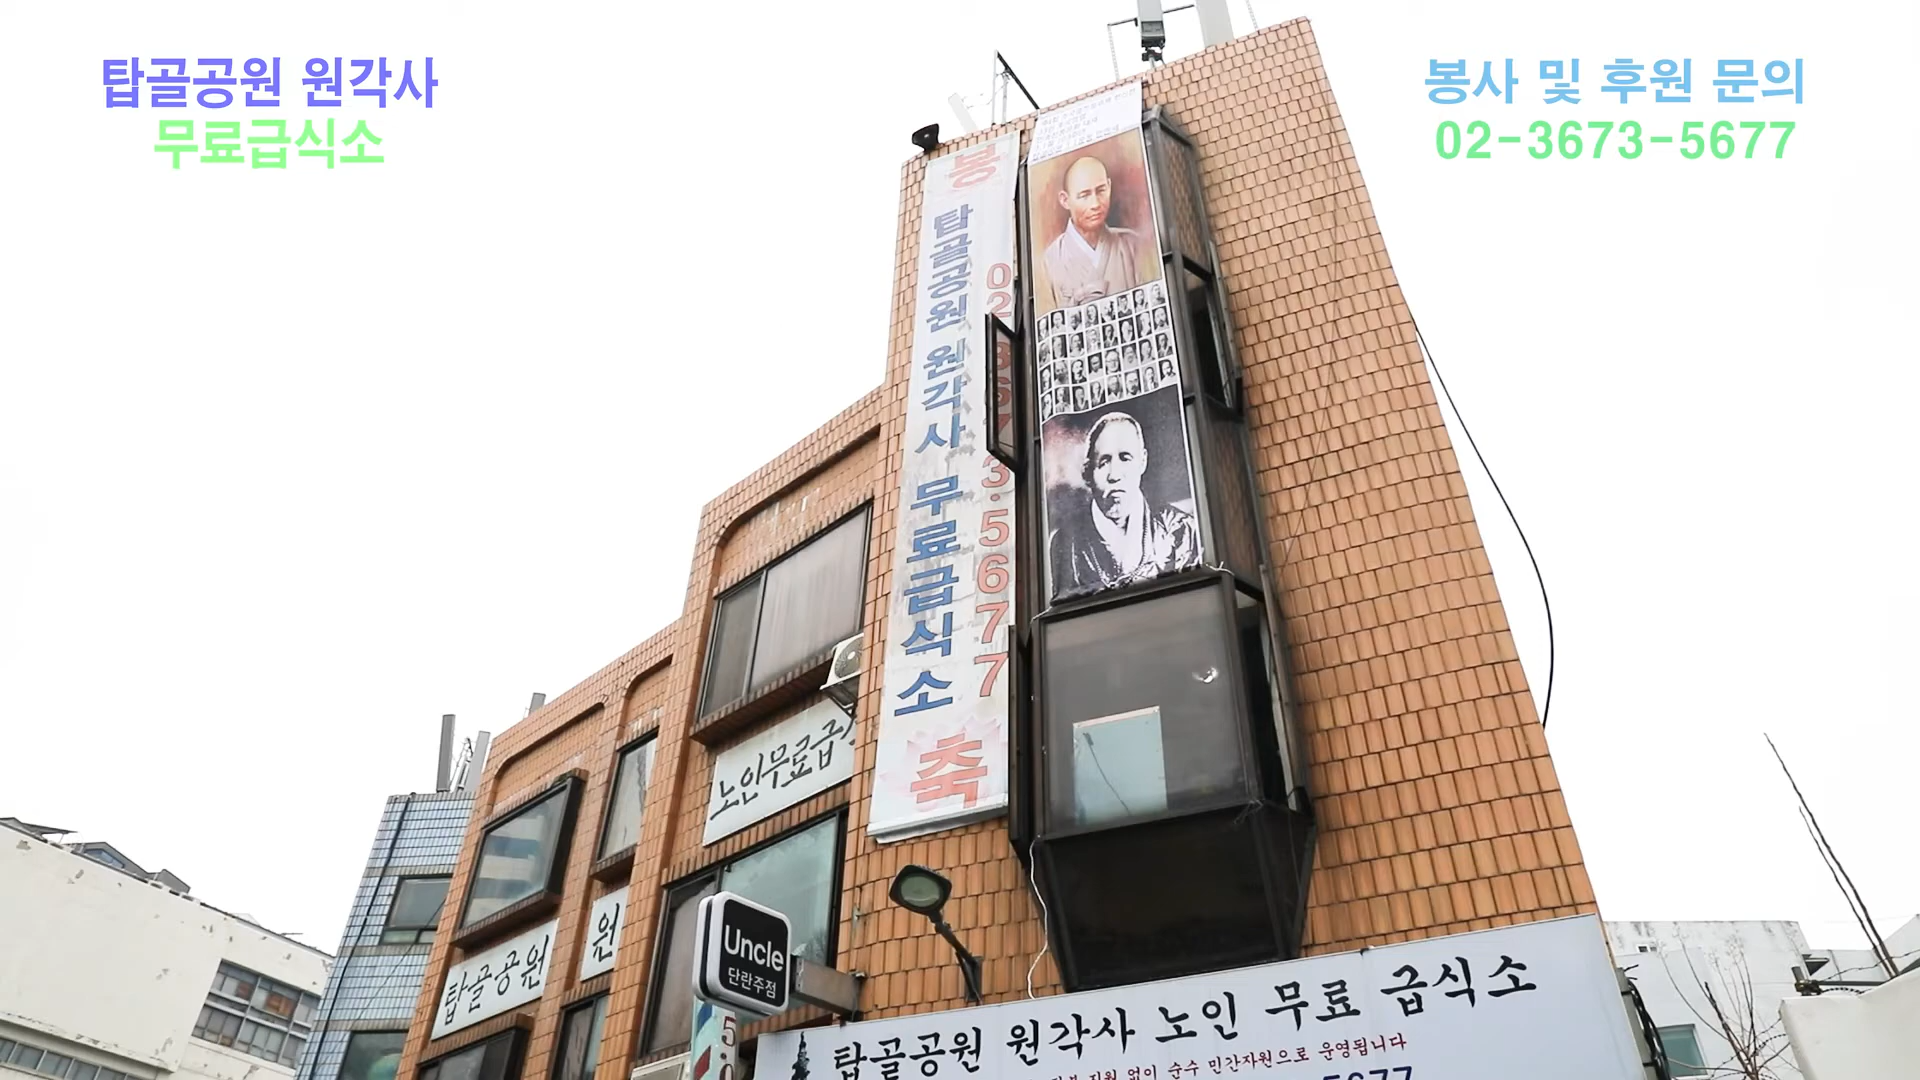 탑골공원 원각사
무료급식소
봉사 및 후원 문의
02-3673-5677
봉
탑골공원 원각사 무료급식소
축
노인무료급
탑골공원
원
Uncle
단란주점
탑골공원 원각사 노인 무료 급식소
지원 없이 순수 민간자원으로 운영됩니다
5677